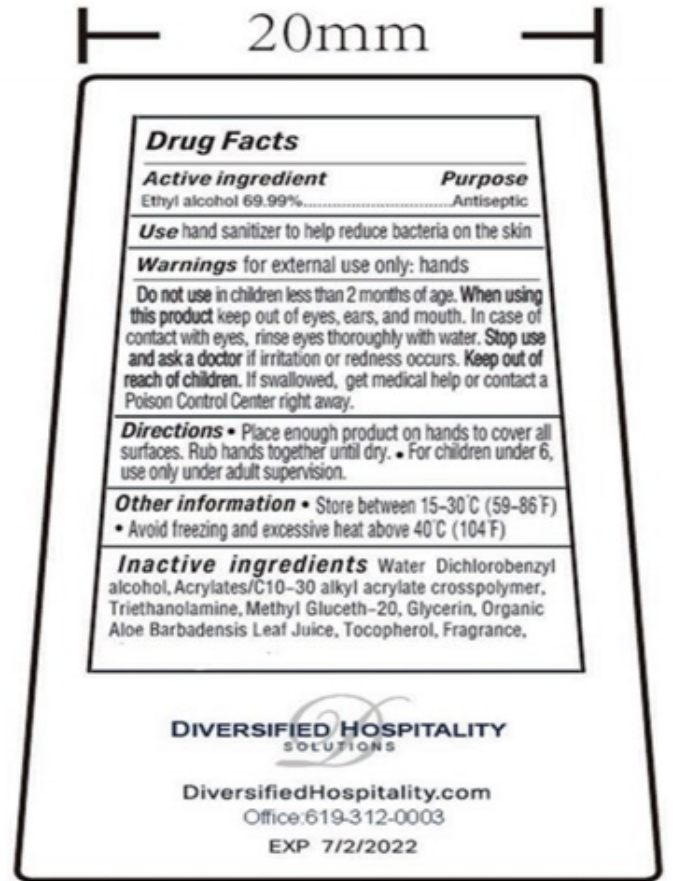 20mm
Drug Facts
Active ingredient Purpose
Ethyl alcohol 69.99%..............................Antiseptic
Use hand sanitizer to help reduce bacteria on the skin
Warnings for external use only: hands
Do not use in children less than 2 months of age. When using
this product keep out of eyes, ears, and mouth. In case of
contact with eyes, rinse eyes thoroughly with water. Stop use
and ask a doctor if irritation or redness occurs. Keep out of
reach of children. If swallowed, get medical help or contact a
Poison Control Center right away.
Directions • Place enough product on hands to cover all
surfaces. Rub hands together until dry. • For children under 6,
use only under adult supervision.
Other information • Store between 15-30°C (59-86°F)
• Avoid freezing and excessive heat above 40°C (104°F)
Inactive ingredients Water Dichlorobenzyl
alcohol, Acrylates/C10-30 alkyl acrylate crosspolymer,
Triethanolamine, Methyl Gluceth-20, Glycerin, Organic
Aloe Barbadensis Leaf Juice, Tocopherol, Fragrance,
D
DIVERSIFIED HOSPITALITY
SOLUTIONS
DiversifiedHospitality.com
Office:619-312-0003
EXP 7/2/2022